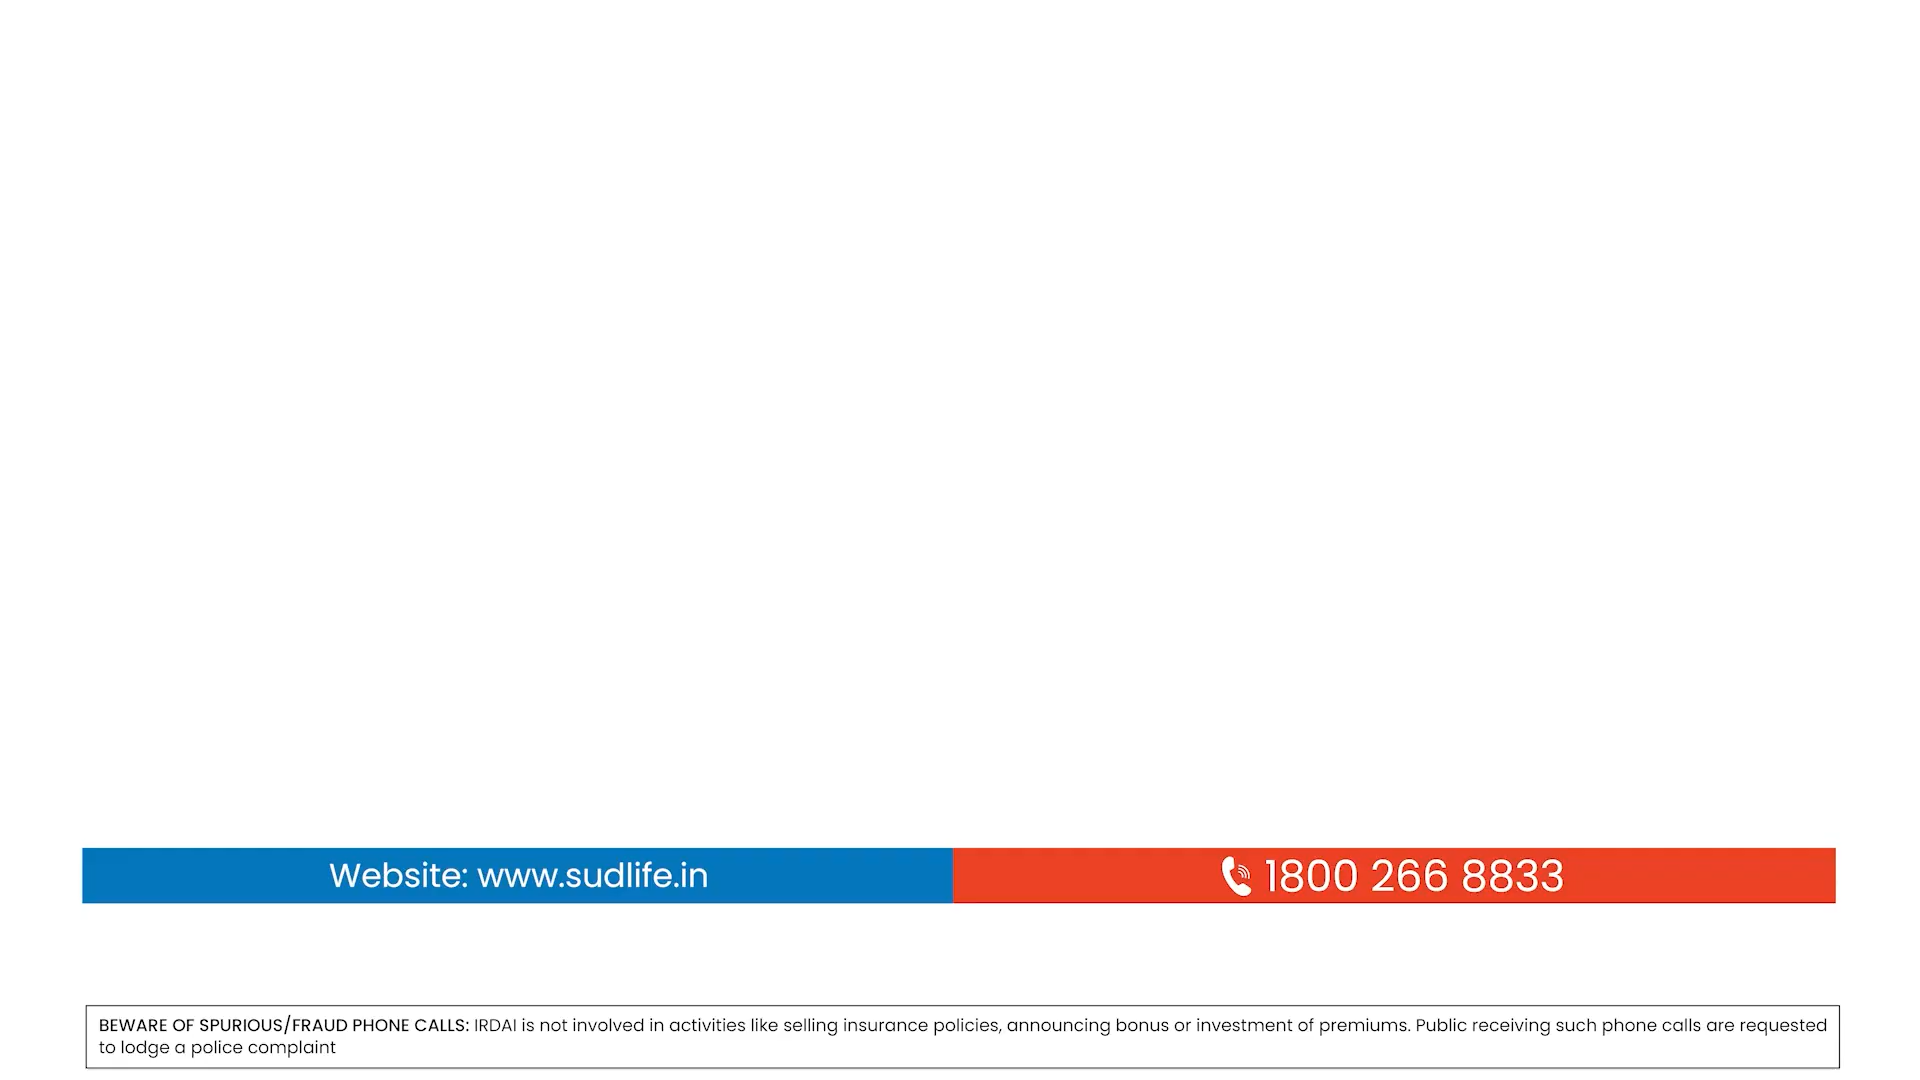 Website: www.sudlife.in
1800 266 8833
BEWARE OF SPURIOUS/FRAUD PHONE CALLS: IRDAI is not involved in activities like selling insurance policies, announcing bonus or investment of premiums. Public receiving such phone calls are requested
to lodge a police complaint